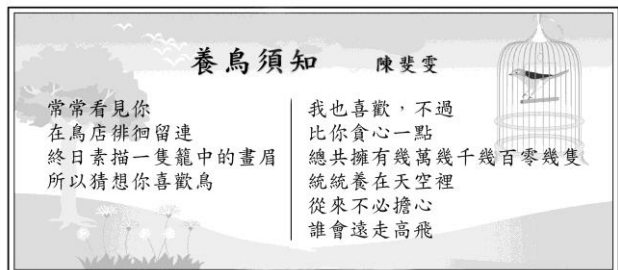 養鳥須知 陳斐雯
常常看見你
在鳥店徘徊留連
終日素描一隻籠中的畫眉
所以猜想你喜歡鳥
我也喜歡，不過
比你貪心一點
總共擁有幾萬幾千幾百零幾隻
統統養在天空裡
從來不必擔心
誰會遠走高飛